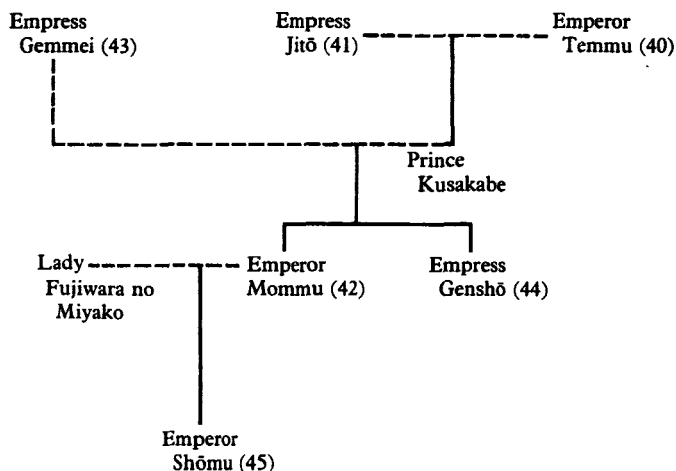 Empress
Gemmei (43)
Empress
Jitō (41)
Emperor
Temmu (40)
Prince
Kusakabe
Lady
Fujiwara no
Miyako
Emperor
Mommu (42)
Empress
Genshō (44)
Emperor
Shōmu (45)